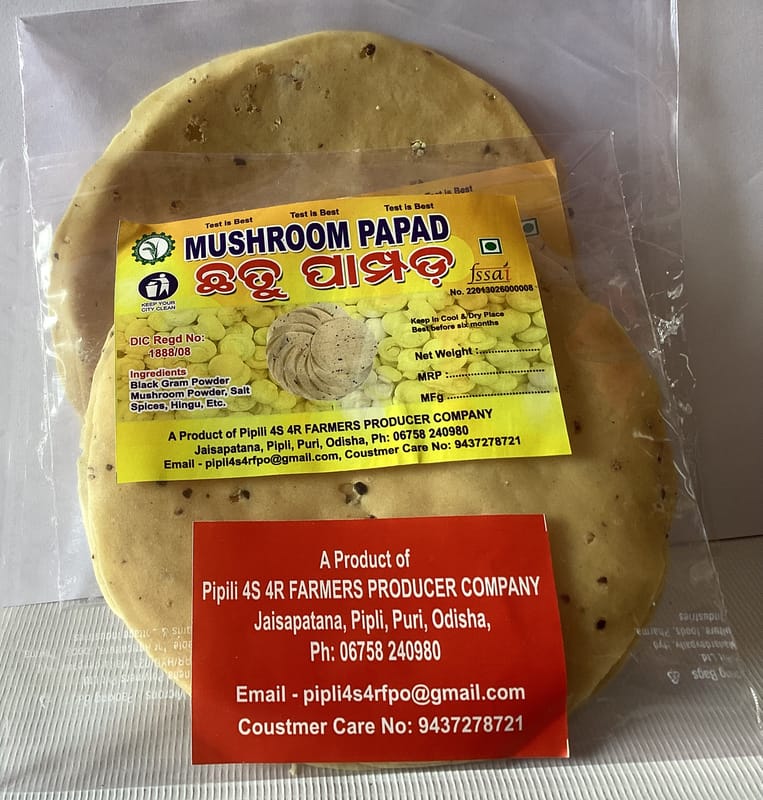 Test is Best
Test is Best
Test is Best
Test is Best
MUSHROOM PAPAD
ଛତୁ ପାମ୍ପଡ଼
fssai
No. 22013026000008
KEEP YOUR
CITY CLEAN
Keep in Cool & Dry Place
Best before six months
DIC Regd No:
1888/08
Ingredients
Black Gram Powder
Mushroom Powder, Salt
Spices, Hingu, Etc.
Net Weight :
MRP :
MFg
A Product of Pipili 4S 4R FARMERS PRODUCER COMPANY
Jaisapatana, Pipli, Puri, Odisha, Ph: 06758 240980
Email - pipli4s4rfpo@gmail.com, Coustmer Care No: 9437278721
A Product of
Pipili 4S 4R FARMERS PRODUCER COMPANY
Jaisapatana, Pipli, Puri, Odisha,
Ph: 06758 240980
Email - pipli4s4rfpo@gmail.com
Coustmer Care No: 9437278721